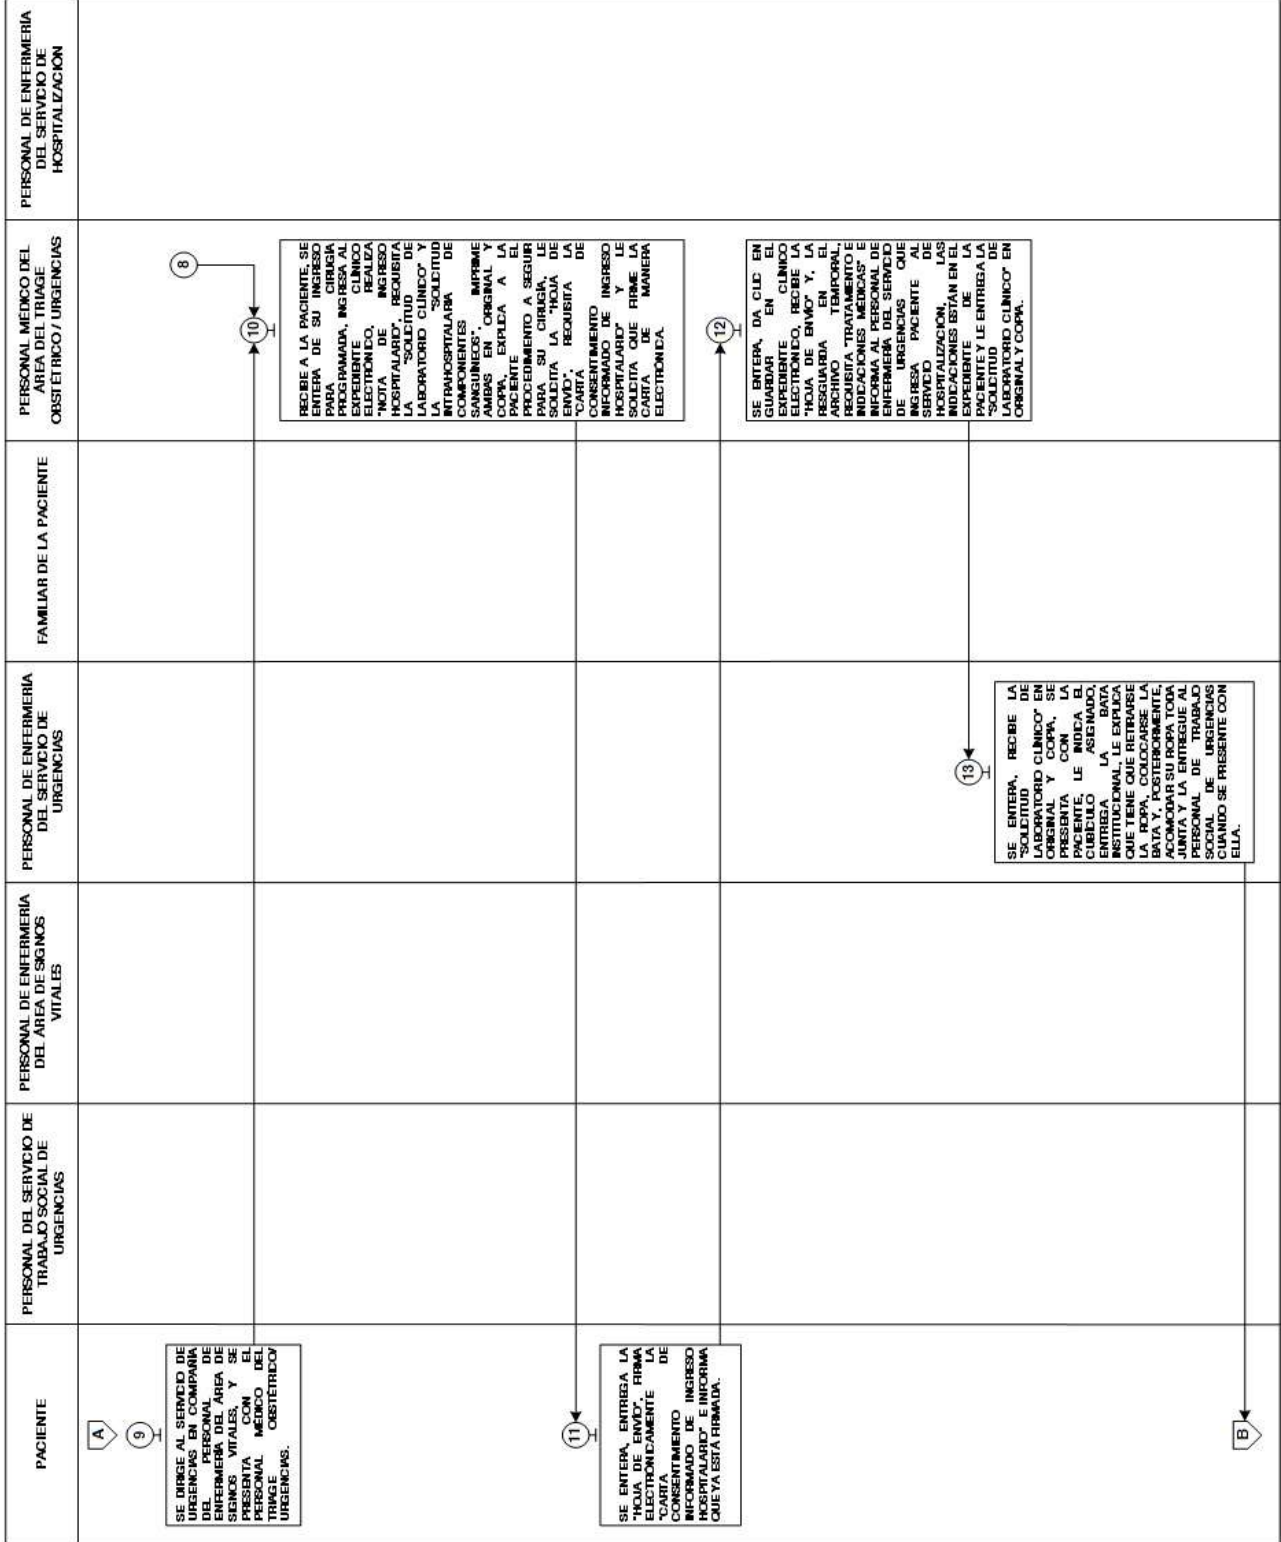 PACIENTE
PERSONAL DEL SERVICIO DE
TRABAJO SOCIAL DE
URGENCIAS
PERSONAL DE ENFERMERÍA
DEL ÁREA DE SIGNOS
VITALES
PERSONAL DE ENFERMERÍA
DEL SERVICIO DE
URGENCIAS
FAMILIAR DE LA PACIENTE
PERSONAL MÉDICO DEL
ÁREA DEL TRIAGE
OBSTÉTRICO / URGENCIAS
PERSONAL DE ENFERMERÍA
DEL SERVICIO DE
HOSPITALIZACIÓN
A
9
SE DIRIGE AL SERVICIO DE
URGENCIAS EN COMPAÑÍA
DEL PERSONAL DE
ENFERMERÍA DEL ÁREA DE
SIGNOS VITALES, Y SE
PRESENTA CON EL
PERSONAL MÉDICO DEL
TRIAGE OBSTÉTRICO/
URGENCIAS.
8
10
RECIBE A LA PACIENTE, SE
ENTERA DE SU INGRESO
PARA CIRUGÍA
PROGRAMADA, INGRESA AL
EXPEDIENTE CLÍNICO
ELECTRÓNICO, REALIZA
"NOTA DE INGRESO
HOSPITALARIO", REQUISITA
LA "SOLICITUD DE
LABORATORIO CLÍNICO" Y
LA "SOLICITUD
INTRAHOSPITALARIA DE
COMPONENTES
SANGUÍNEOS", IMPRIME
AMBAS EN ORIGINAL Y
COPIA, EXPLICA A LA
PACIENTE EL
PROCEDIMIENTO A SEGUIR
PARA SU CIRUGÍA, LE
SOLICITA LA "HOJA DE
ENVÍO", REQUISITA LA
"CARTA DE
CONSENTIMIENTO
INFORMADO DE INGRESO
HOSPITALARIO" Y LE
SOLICITA QUE FIRME LA
CARTA DE MANERA
ELECTRÓNICA.
11
SE ENTERA, ENTREGA LA
"HOJA DE ENVÍO", FIRMA
ELECTRÓNICAMENTE LA
"CARTA DE
CONSENTIMIENTO
INFORMADO DE INGRESO
HOSPITALARIO" E INFORMA
QUE YA ESTÁ FIRMADA.
12
SE ENTERA, DA CLIC EN
GUARDAR EN EL
EXPEDIENTE CLÍNICO
ELECTRÓNICO, RECIBE LA
"HOJA DE ENVÍO" Y, LA
RESGUARDA EN EL
ARCHIVO TEMPORAL,
REQUISITA "TRATAMIENTO E
INDICACIONES MÉDICAS" E
INFORMA AL PERSONAL DE
ENFERMERÍA DEL SERVICIO
DE URGENCIAS QUE
INGRESA PACIENTE AL
SERVICIO DE
HOSPITALIZACIÓN, LAS
INDICACIONES ESTÁN EN EL
EXPEDIENTE DE LA
PACIENTE Y LE ENTREGA LA
"SOLICITUD DE
LABORATORIO CLÍNICO" EN
ORIGINAL Y COPIA.
13
SE ENTERA, RECIBE LA
"SOLICITUD DE
LABORATORIO CLÍNICO" EN
ORIGINAL Y COPIA, SE
PRESENTA CON LA
PACIENTE, LE INDICA EL
CUBÍCULO ASIGNADO,
ENTREGA LA BATA
INSTITUCIONAL, LE EXPLICA
QUE TIENE QUE RETIRARSE
LA ROPA, COLOCARSE LA
BATA Y, POSTERIORMENTE,
ACOMODAR SU ROPA TODA
JUNTA Y LA ENTREGUE AL
PERSONAL DE TRABAJO
SOCIAL DE URGENCIAS
CUANDO SE PRESENTE CON
ELLA.
B